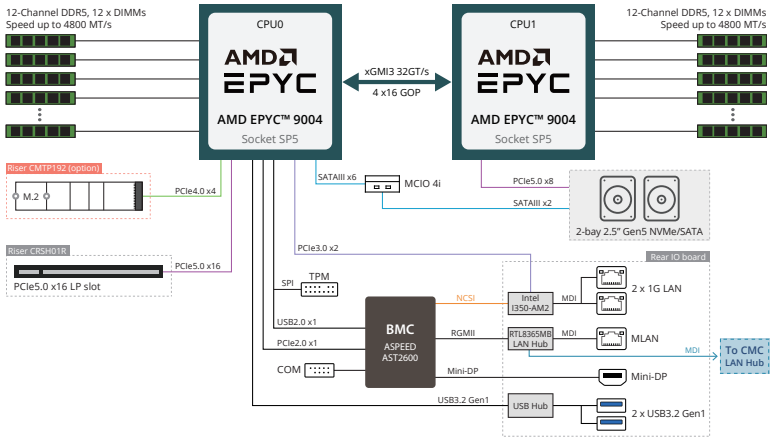 12-Channel DDR5, 12 x DIMMs
Speed up to 4800 MT/s
CPU0
AMD
EPYC
AMD EPYC™ 9004
Socket SP5
xGMI3 32GT/s
4 x16 GOP
CPU1
AMD
EPYC
AMD EPYC™ 9004
Socket SP5
12-Channel DDR5, 12 x DIMMs
Speed up to 4800 MT/s
Riser CMTP192 (option)
M.2
PCIe4.0 x4
SATAIII x6
MCIO 4i
PCIe5.0 x8
SATAIII x2
2-bay 2.5" Gen5 NVMe/SATA
Riser CRSH01R
PCIe5.0 x16
PCIe5.0 x16 LP slot
PCIe3.0 x2
Rear IO board
SPI
TPM
NCSI
Intel
I350-AM2
MDI
2 x 1G LAN
USB2.0 x1
PCIe2.0 x1
BMC
ASPEED
AST2600
RGMII
RTL8365MB
LAN Hub
MDI
MLAN
MDI
To CMC
LAN Hub
COM
Mini-DP
Mini-DP
USB3.2 Gen1
USB Hub
2 x USB3.2 Gen1